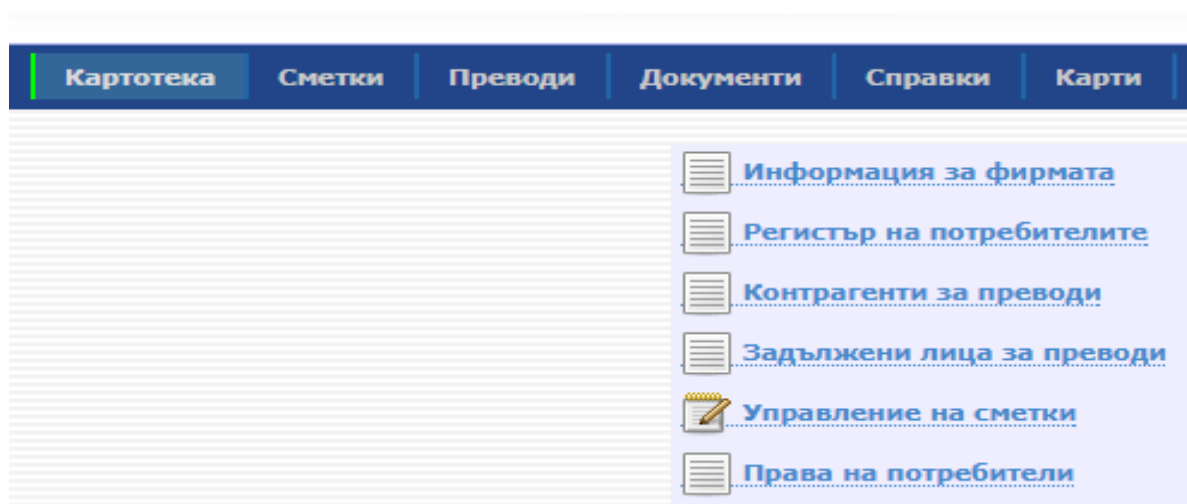 Картотека Сметки Преводи Документи Справки Карти
Информация за фирмата
Регистър на потребителите
Контрагенти за преводи
Задължени лица за преводи
Управление на сметки
Права на потребители